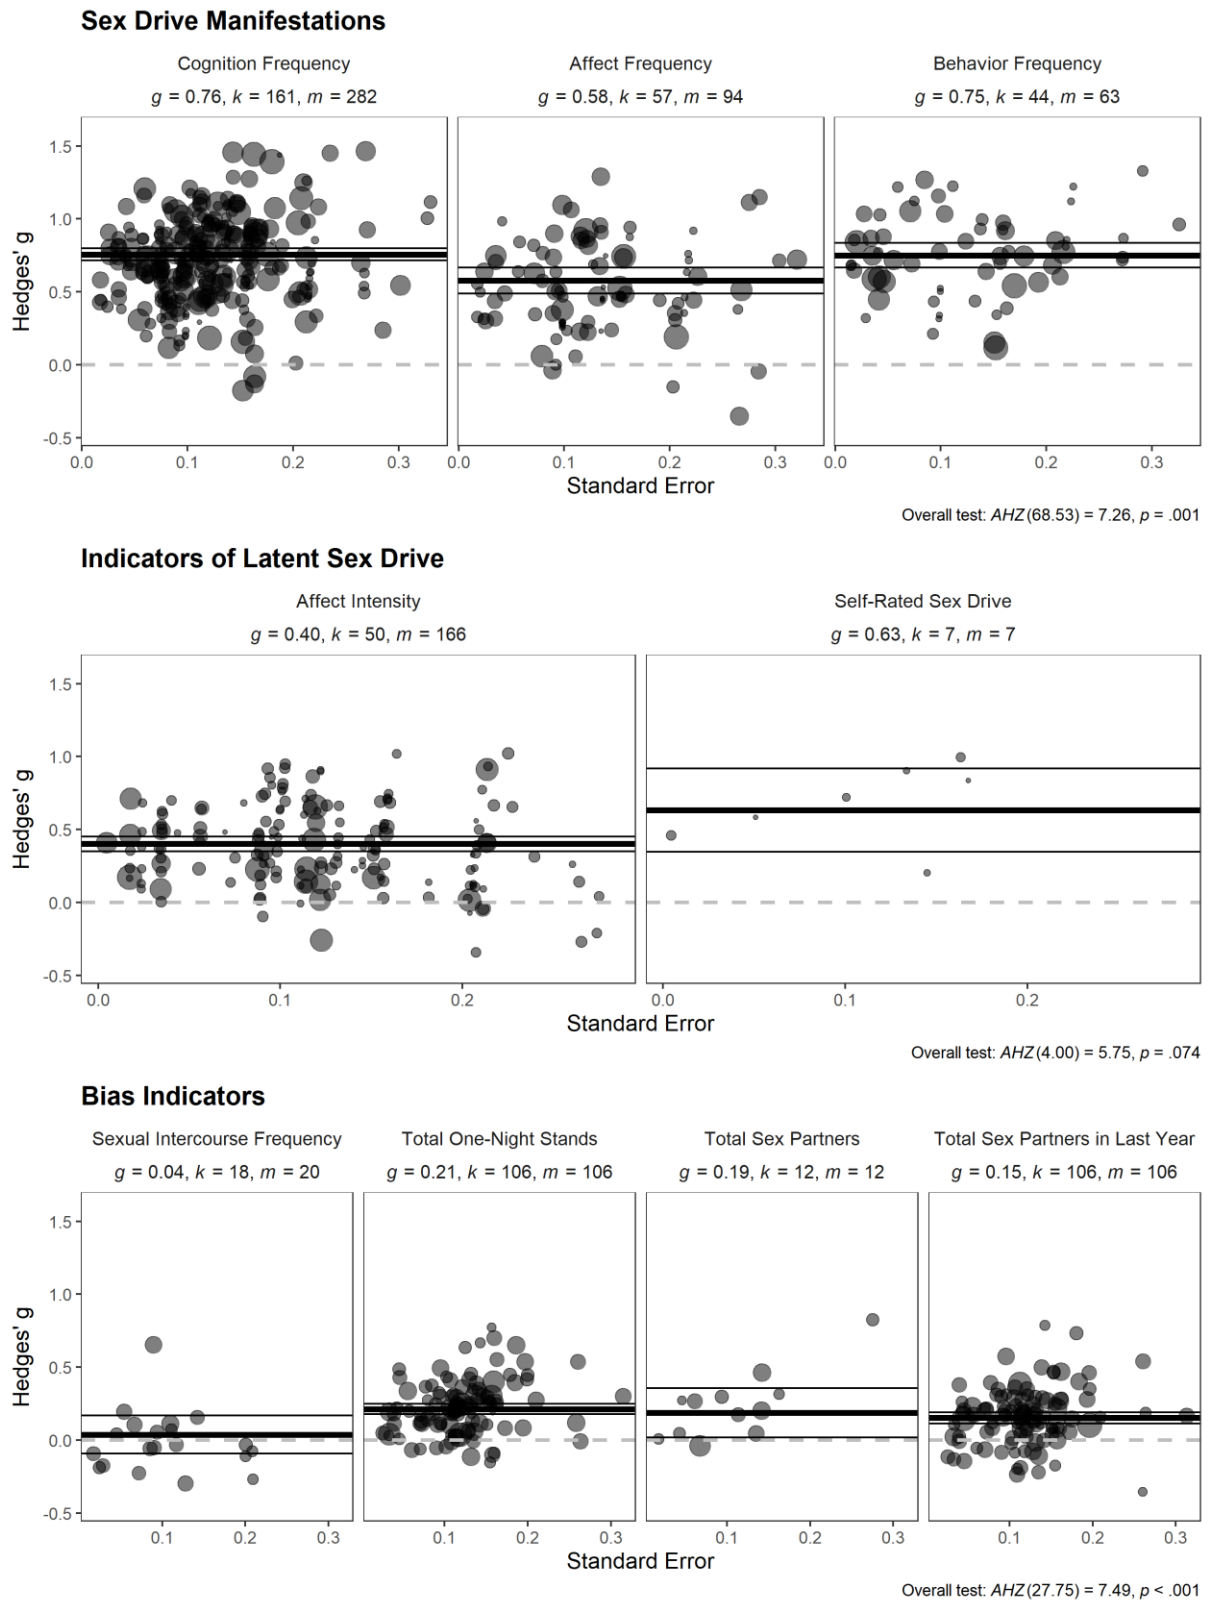 Sex Drive Manifestations
Cognition Frequency
g = 0.76, k = 161, m = 282
Affect Frequency
g = 0.58, k = 57, m = 94
Behavior Frequency
g = 0.75, k = 44, m = 63
Hedges' g
1.5
1.0
0.5
0.0
-0.5
0.0 0.1 0.2 0.3
0.0 0.1 0.2 0.3
0.0 0.1 0.2 0.3
Standard Error
Overall test: AHZ(68.53) = 7.26, p = .001
Indicators of Latent Sex Drive
Affect Intensity
g = 0.40, k = 50, m = 166
Self-Rated Sex Drive
g = 0.63, k = 7, m = 7
Hedges' g
1.5
1.0
0.5
0.0
-0.5
0.0 0.1 0.2
0.0 0.1 0.2
Standard Error
Overall test: AHZ(4.00) = 5.75, p = .074
Bias Indicators
Sexual Intercourse Frequency
g = 0.04, k = 18, m = 20
Total One-Night Stands
g = 0.21, k = 106, m = 106
Total Sex Partners
g = 0.19, k = 12, m = 12
Total Sex Partners in Last Year
g = 0.15, k = 106, m = 106
Hedges' g
1.5
1.0
0.5
0.0
-0.5
0.1 0.2 0.3
0.1 0.2 0.3
0.1 0.2 0.3
0.1 0.2 0.3
Standard Error
Overall test: AHZ(27.75) = 7.49, p < .001